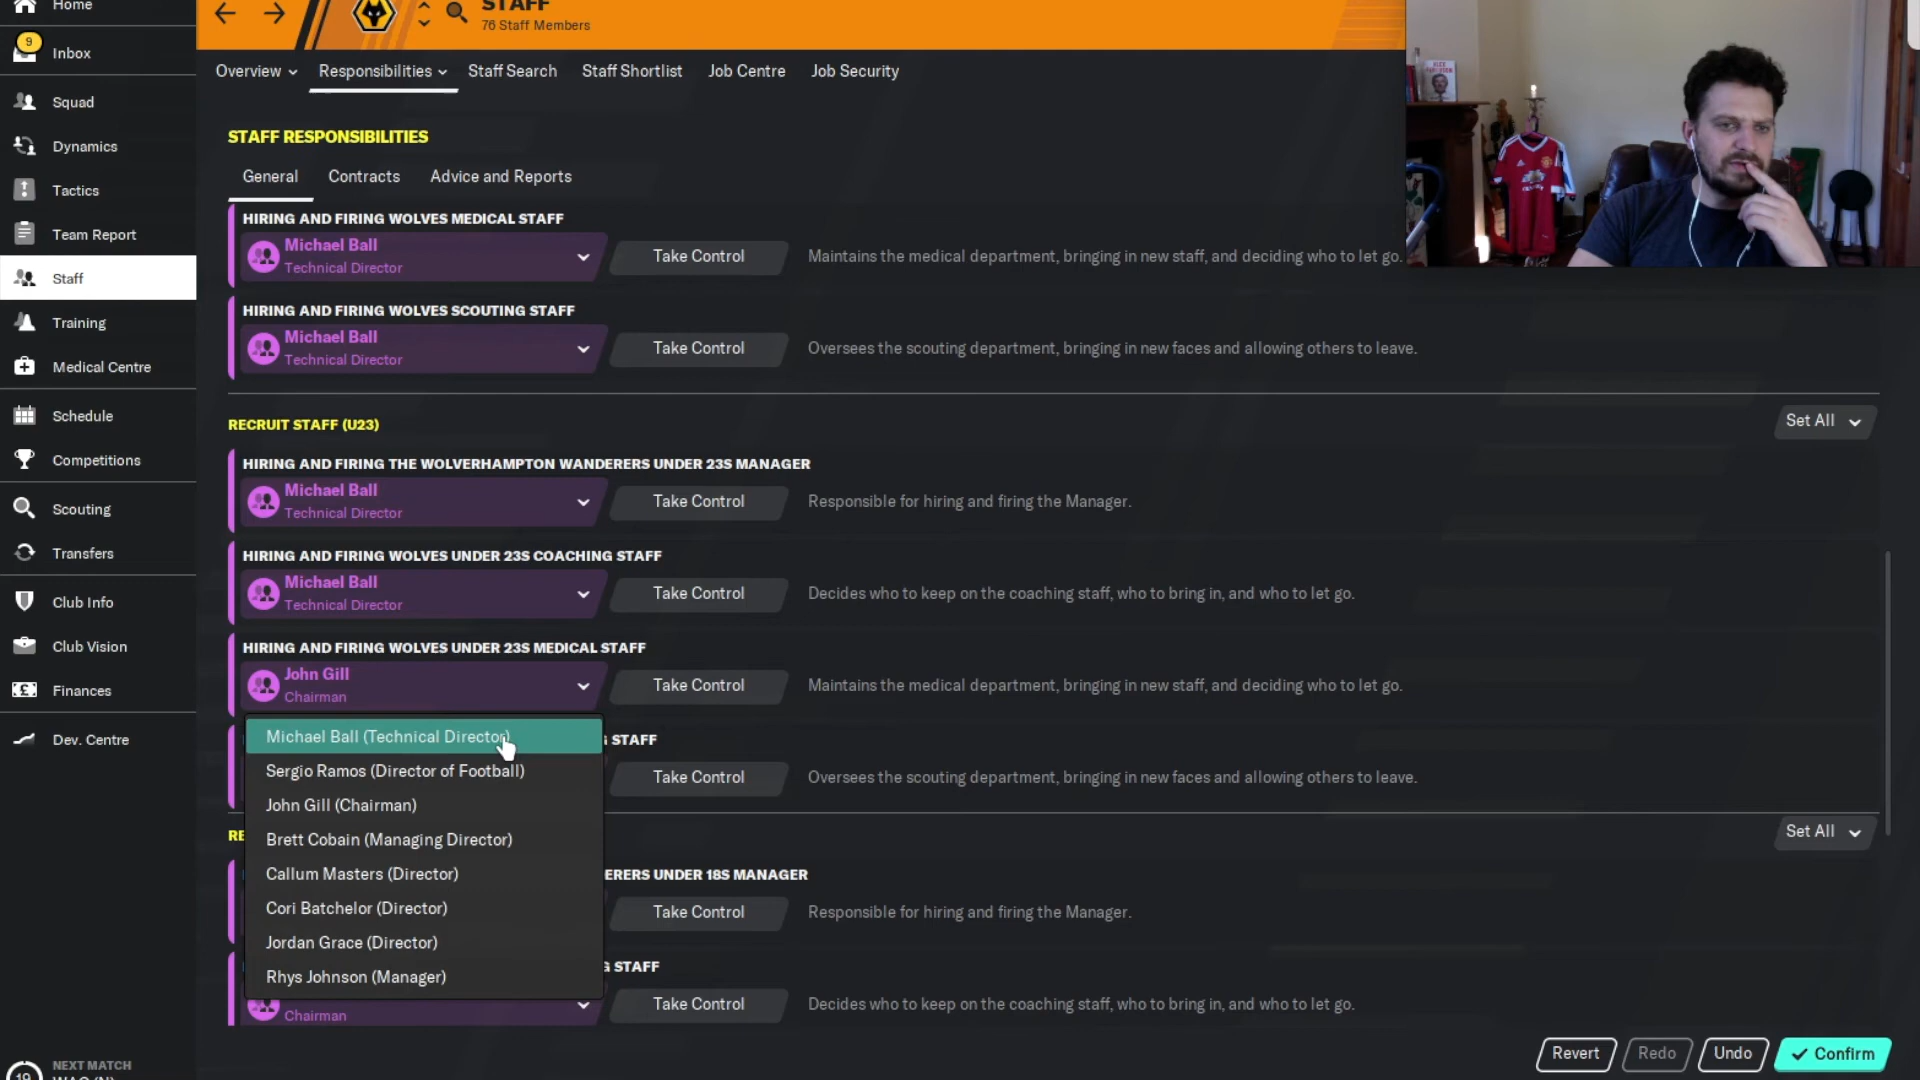 Home
STAFF
76 Staff Members
9
Inbox
Overview
Responsibilities
Staff Search
Staff Shortlist
Job Centre
Job Security
Squad
Dynamics
Tactics
Team Report
Staff
Training
Medical Centre
Schedule
Competitions
Scouting
Transfers
Club Info
Club Vision
Finances
Dev. Centre
NEXT MATCH
19
STAFF RESPONSIBILITIES
General
Contracts
Advice and Reports
HIRING AND FIRING WOLVES MEDICAL STAFF
Michael Ball
Technical Director
Take Control
Maintains the medical department, bringing in new staff, and deciding who to let go.
HIRING AND FIRING WOLVES SCOUTING STAFF
Michael Ball
Technical Director
Take Control
Oversees the scouting department, bringing in new faces and allowing others to leave.
RECRUIT STAFF (U23)
Set All
HIRING AND FIRING THE WOLVERHAMPTON WANDERERS UNDER 23S MANAGER
Michael Ball
Technical Director
Take Control
Responsible for hiring and firing the Manager.
HIRING AND FIRING WOLVES UNDER 23S COACHING STAFF
Michael Ball
Technical Director
Take Control
Decides who to keep on the coaching staff, who to bring in, and who to let go.
HIRING AND FIRING WOLVES UNDER 23S MEDICAL STAFF
John Gill
Chairman
Take Control
Maintains the medical department, bringing in new staff, and deciding who to let go.
Michael Ball (Technical Director)
Sergio Ramos (Director of Football)
John Gill (Chairman)
Brett Cobain (Managing Director)
Callum Masters (Director)
Cori Batchelor (Director)
Jordan Grace (Director)
Rhys Johnson (Manager)
STAFF
Take Control
Oversees the scouting department, bringing in new faces and allowing others to leave.
RE
Set All
ERERS UNDER 18S MANAGER
Take Control
Responsible for hiring and firing the Manager.
G STAFF
Chairman
Take Control
Decides who to keep on the coaching staff, who to bring in, and who to let go.
Revert
Redo
Undo
Confirm